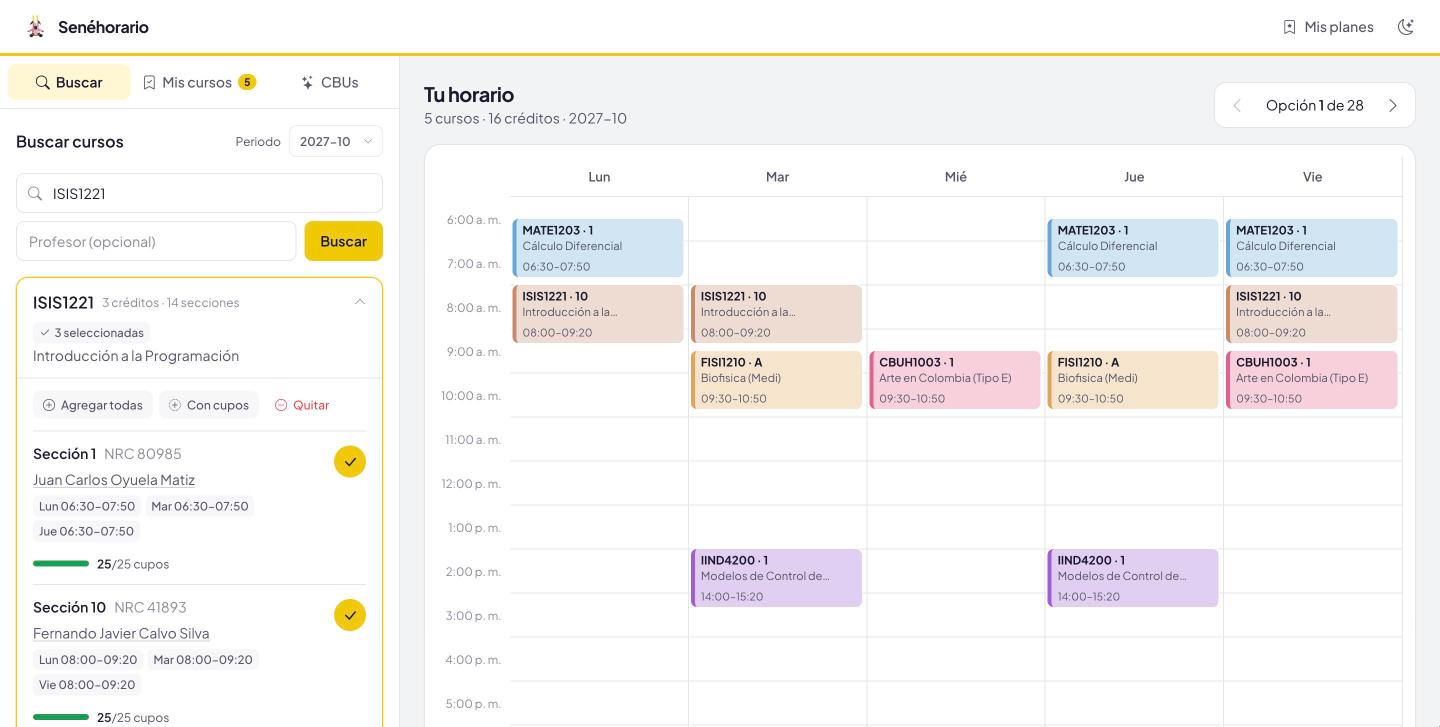 Senéhorario
Mis planes
Buscar
Mis cursos 5
CBUs
Buscar cursos
Periodo 2027-10
ISIS1221
Profesor (opcional)
Buscar
ISIS1221 3 créditos · 14 secciones
3 seleccionadas
Introducción a la Programación
Agregar todas
Con cupos
Quitar
Sección 1 NRC 80985
Juan Carlos Oyuela Matiz
Lun 06:30-07:50 Mar 06:30-07:50
Jue 06:30-07:50
25/25 cupos
Sección 10 NRC 41893
Fernando Javier Calvo Silva
Lun 08:00-09:20 Mar 08:00-09:20
Vie 08:00-09:20
25/25 cupos
Tu horario
5 cursos · 16 créditos · 2027-10
Opción 1 de 28
Lun Mar Mié Jue Vie
6:00 a. m.
7:00 a. m.
8:00 a. m.
9:00 a. m.
10:00 a. m.
11:00 a. m.
12:00 p. m.
1:00 p. m.
2:00 p. m.
3:00 p. m.
4:00 p. m.
5:00 p. m.
MATE1203 · 1
Cálculo Diferencial
06:30-07:50
ISIS1221 · 10
Introducción a la...
08:00-09:20
ISIS1221 · 10
Introducción a la...
08:00-09:20
FISI1210 · A
Biofisica (Medi)
09:30-10:50
IIND4200 · 1
Modelos de Control de...
14:00-15:20
CBUH1003 · 1
Arte en Colombia (Tipo E)
09:30-10:50
MATE1203 · 1
Cálculo Diferencial
06:30-07:50
FISI1210 · A
Biofisica (Medi)
09:30-10:50
IIND4200 · 1
Modelos de Control de...
14:00-15:20
MATE1203 · 1
Cálculo Diferencial
06:30-07:50
ISIS1221 · 10
Introducción a la...
08:00-09:20
CBUH1003 · 1
Arte en Colombia (Tipo E)
09:30-10:50